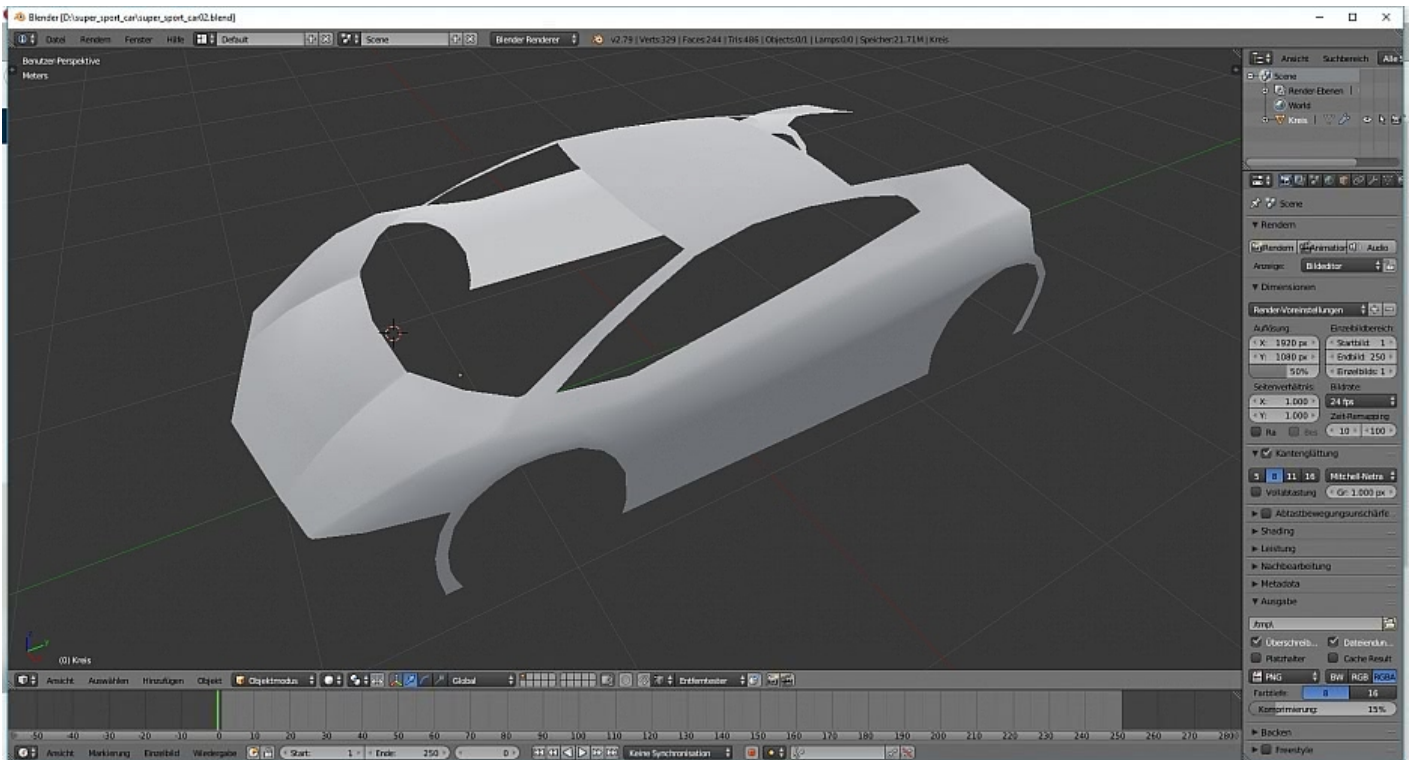 Blender [D:\super_sport_car\super_sport_car02.blend]
Datei Rendern Fenster Hilfe Default Scene Blender Renderer v2.79 | Verts:329 | Faces:244 | Tris:486 | Objects:0/1 | Lamps:0/0 | Speicher:21.71M | Kreis
Benutzer-Perspektive
Meters
(0) Kreis
Ansicht Auswählen Hinzufügen Objekt Objektmodus Global Entferntester
-50 -40 -30 -20 -10 0 10 20 30 40 50 60 70 80 90 100 110 120 130 140 150 160 170 180 190 200 210 220 230 240 250 260 270 280
Ansicht Markierung Einzelbild Wiedergabe Start: 1 Ende: 250 0 Keine Synchronisation
Ansicht Suchbereich
Scene
Render-Ebenen
World
Kreis
Scene
Rendern
Rendern Animation Audio
Anzeige: Bildeditor
Dimensionen
Render-Voreinstellungen
Auflösung: Einzelbildbereich:
X: 1920 px Startbild: 1
Y: 1080 px Endbild: 250
50% Einzelbilds: 1
Seitenverhältnis: Bildrate:
X: 1.000 24 fps
Y: 1.000 Zeit-Remapping
Ra Bes 10 100
Kantenglättung
5 8 11 16 Mitchell-Netra
Vollabtastung Gr: 1.000 px
Abtastbewegungsunschärfe
Shading
Leistung
Nachbearbeitung
Metadata
Ausgabe
/tmp\
Überschreib... Dateiendun...
Platzhalter Cache Result
PNG BW RGB RGBA
Farbtiefe: 8 16
Komprimierung: 15%
Backen
Freestyle